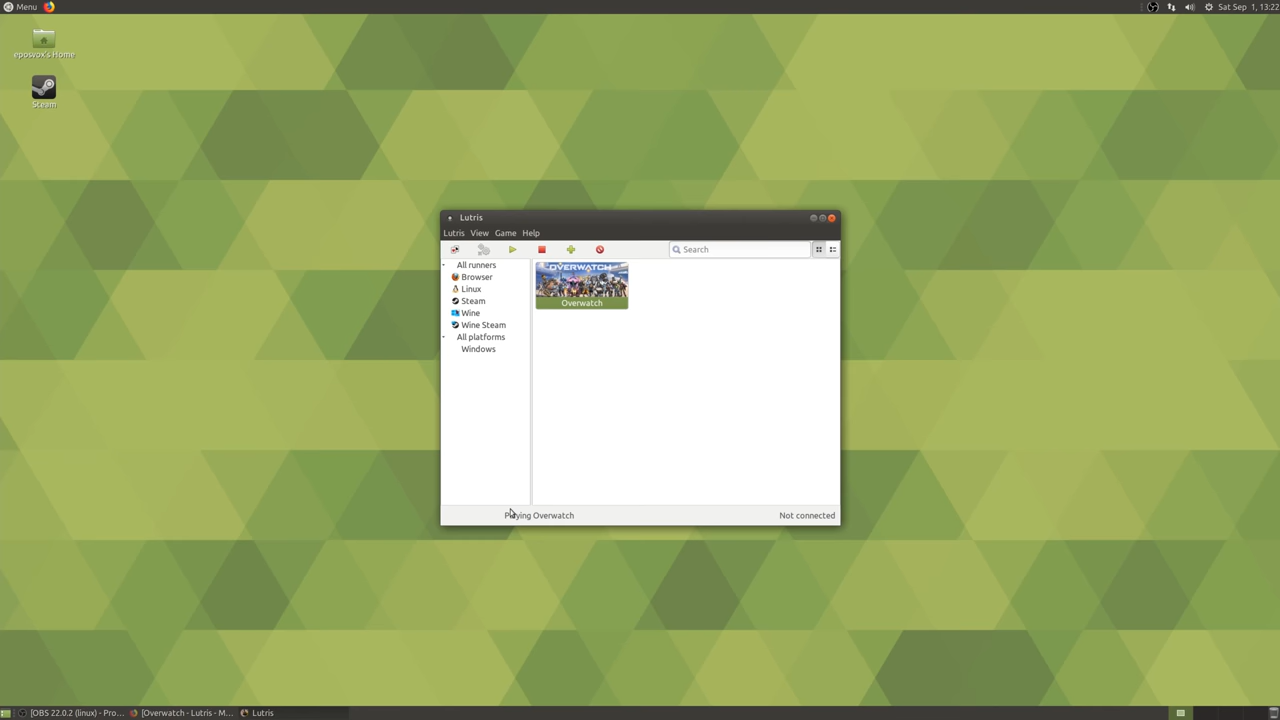 Menu
Sat Sep 1, 13:22
eposvox's Home
Steam
Lutris
Lutris View Game Help
Search
All runners
Browser
Linux
Steam
Wine
Wine Steam
All platforms
Windows
OVERWATCH
Overwatch
Playing Overwatch
Not connected
[OBS 22.0.2 (linux) - Pro...
[Overwatch - Lutris - M...
Lutris